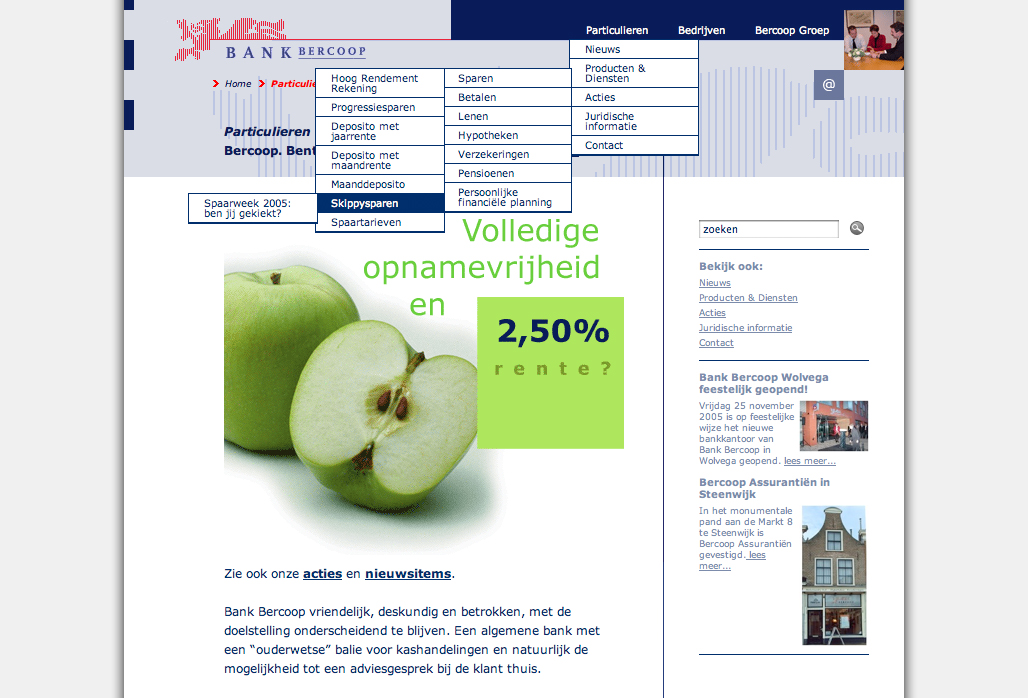 BANK BERCOOP
Particulieren
Bedrijven
Bercoop Groep
@
Home
Particulie
Particulieren
Bercoop. Bent
Nieuws
Producten &
Diensten
Acties
Juridische
informatie
Contact
Sparen
Betalen
Lenen
Hypotheken
Verzekeringen
Pensioenen
Persoonlijke
financiële planning
Hoog Rendement
Rekening
Progressiesparen
Deposito met
jaarrente
Deposito met
maandrente
Maanddeposito
Skippysparen
Spaartarieven
Spaarweek 2005:
ben jij gekiekt?
Volledige
opnamevrijheid
en
2,50%
rente?
Zie ook onze acties en nieuwsitems.
Bank Bercoop vriendelijk, deskundig en betrokken, met de
doelstelling onderscheidend te blijven. Een algemene bank met
een “ouderwetse” balie voor kashandelingen en natuurlijk de
mogelijkheid tot een adviesgesprek bij de klant thuis.
zoeken
Bekijk ook:
Nieuws
Producten & Diensten
Acties
Juridische informatie
Contact
Bank Bercoop Wolvega
feestelijk geopend!
Vrijdag 25 november
2005 is op feestelijke
wijze het nieuwe
bankkantoor van
Bank Bercoop in
Wolvega geopend. lees meer...
Bercoop Assurantiën in
Steenwijk
In het monumentale
pand aan de Markt 8
te Steenwijk is
Bercoop Assurantiën
gevestigd. lees
meer...